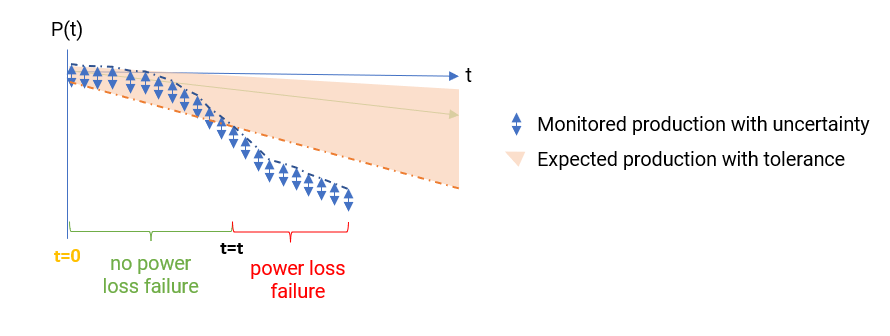 P(t)
t
Monitored production with uncertainty
Expected production with tolerance
t=0
t=t
no power
loss failure
power loss
failure